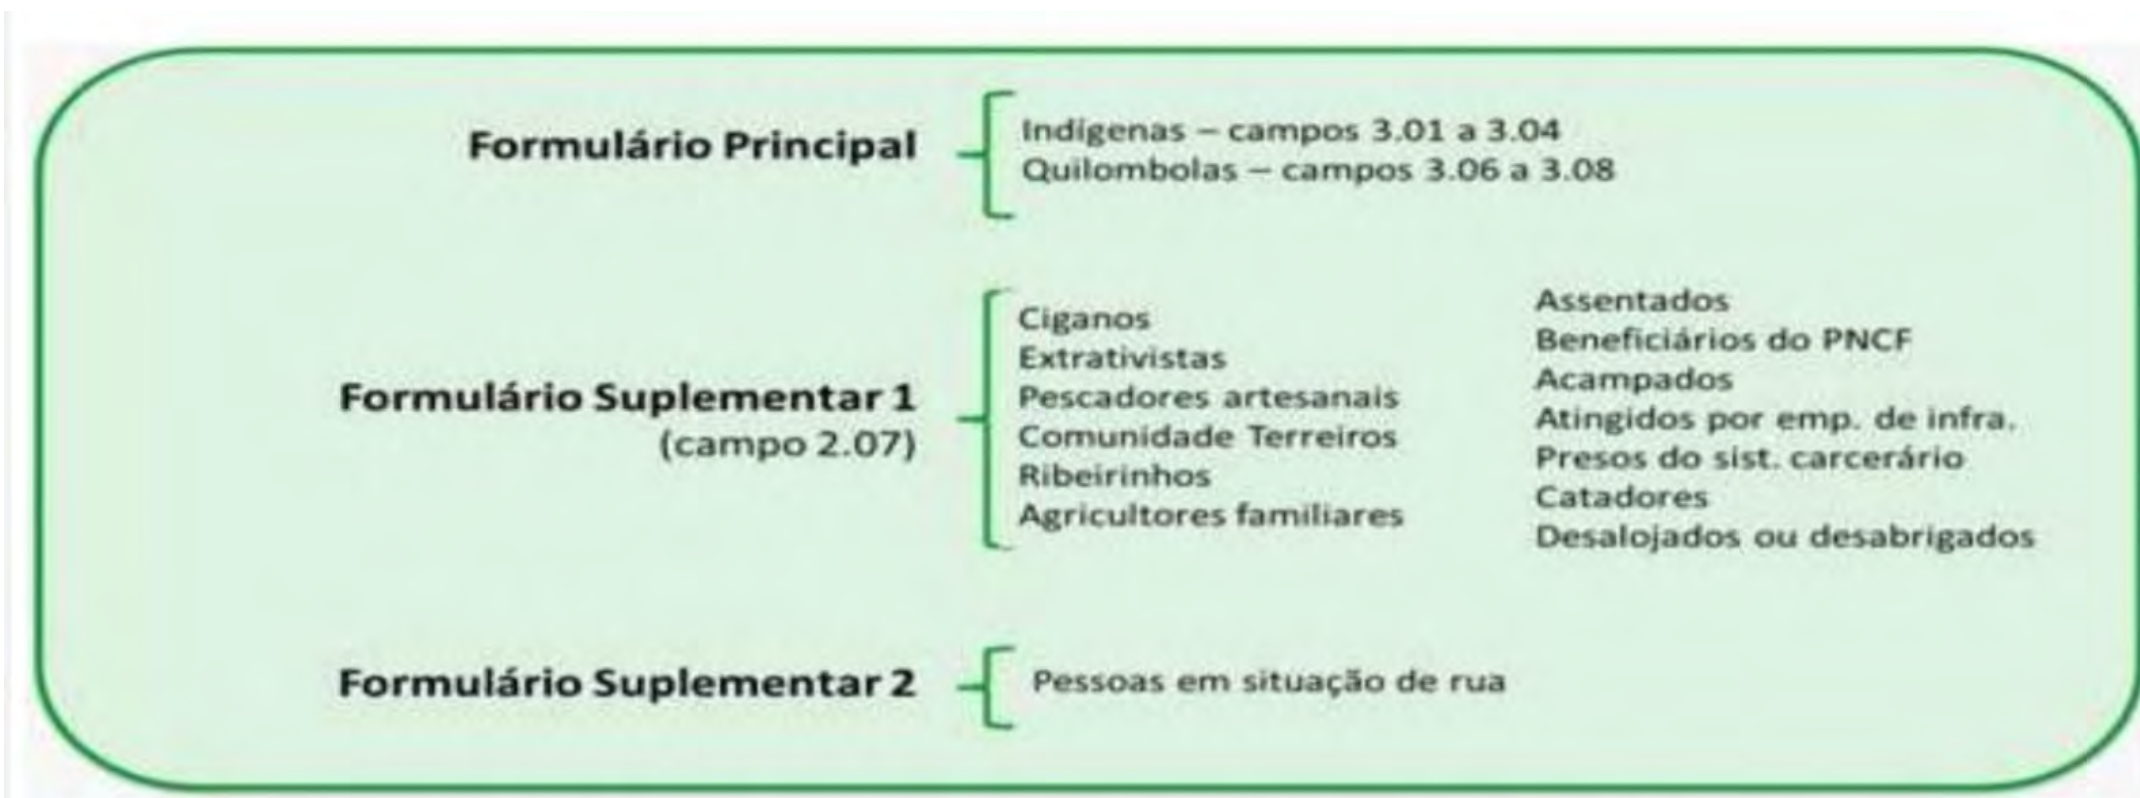 Formulário Principal
Indígenas – campos 3.01 a 3.04
Quilombolas – campos 3.06 a 3.08
Formulário Suplementar 1
(campo 2.07)
Ciganos
Extrativistas
Pescadores artesanais
Comunidade Terreiros
Ribeirinhos
Agricultores familiares
Assentados
Beneficiários do PNCF
Acampados
Atingidos por emp. de infra.
Presos do sist. carcerário
Catadores
Desalojados ou desabrigados
Formulário Suplementar 2
Pessoas em situação de rua